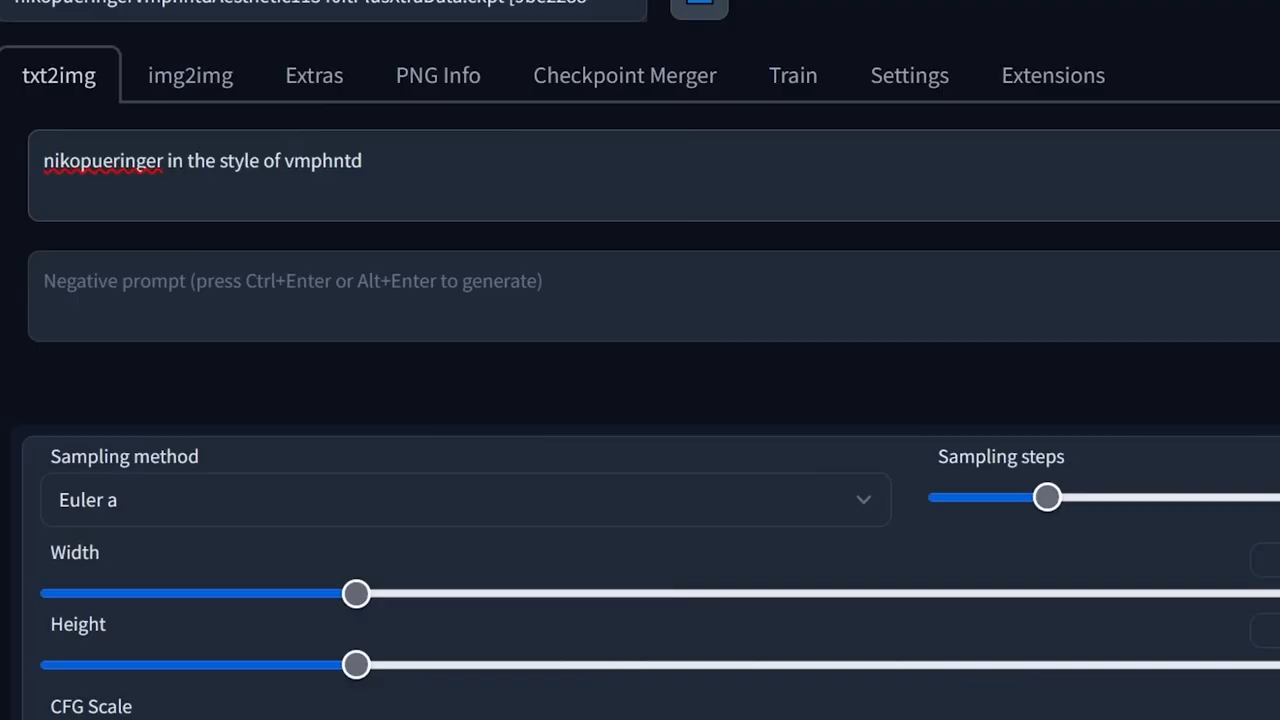 txt2img img2img Extras PNG Info Checkpoint Merger Train Settings Extensions
nikopueringer in the style of vmphntd
Negative prompt (press Ctrl+Enter or Alt+Enter to generate)
Sampling method Sampling steps
Euler a
Width
Height
CFG Scale